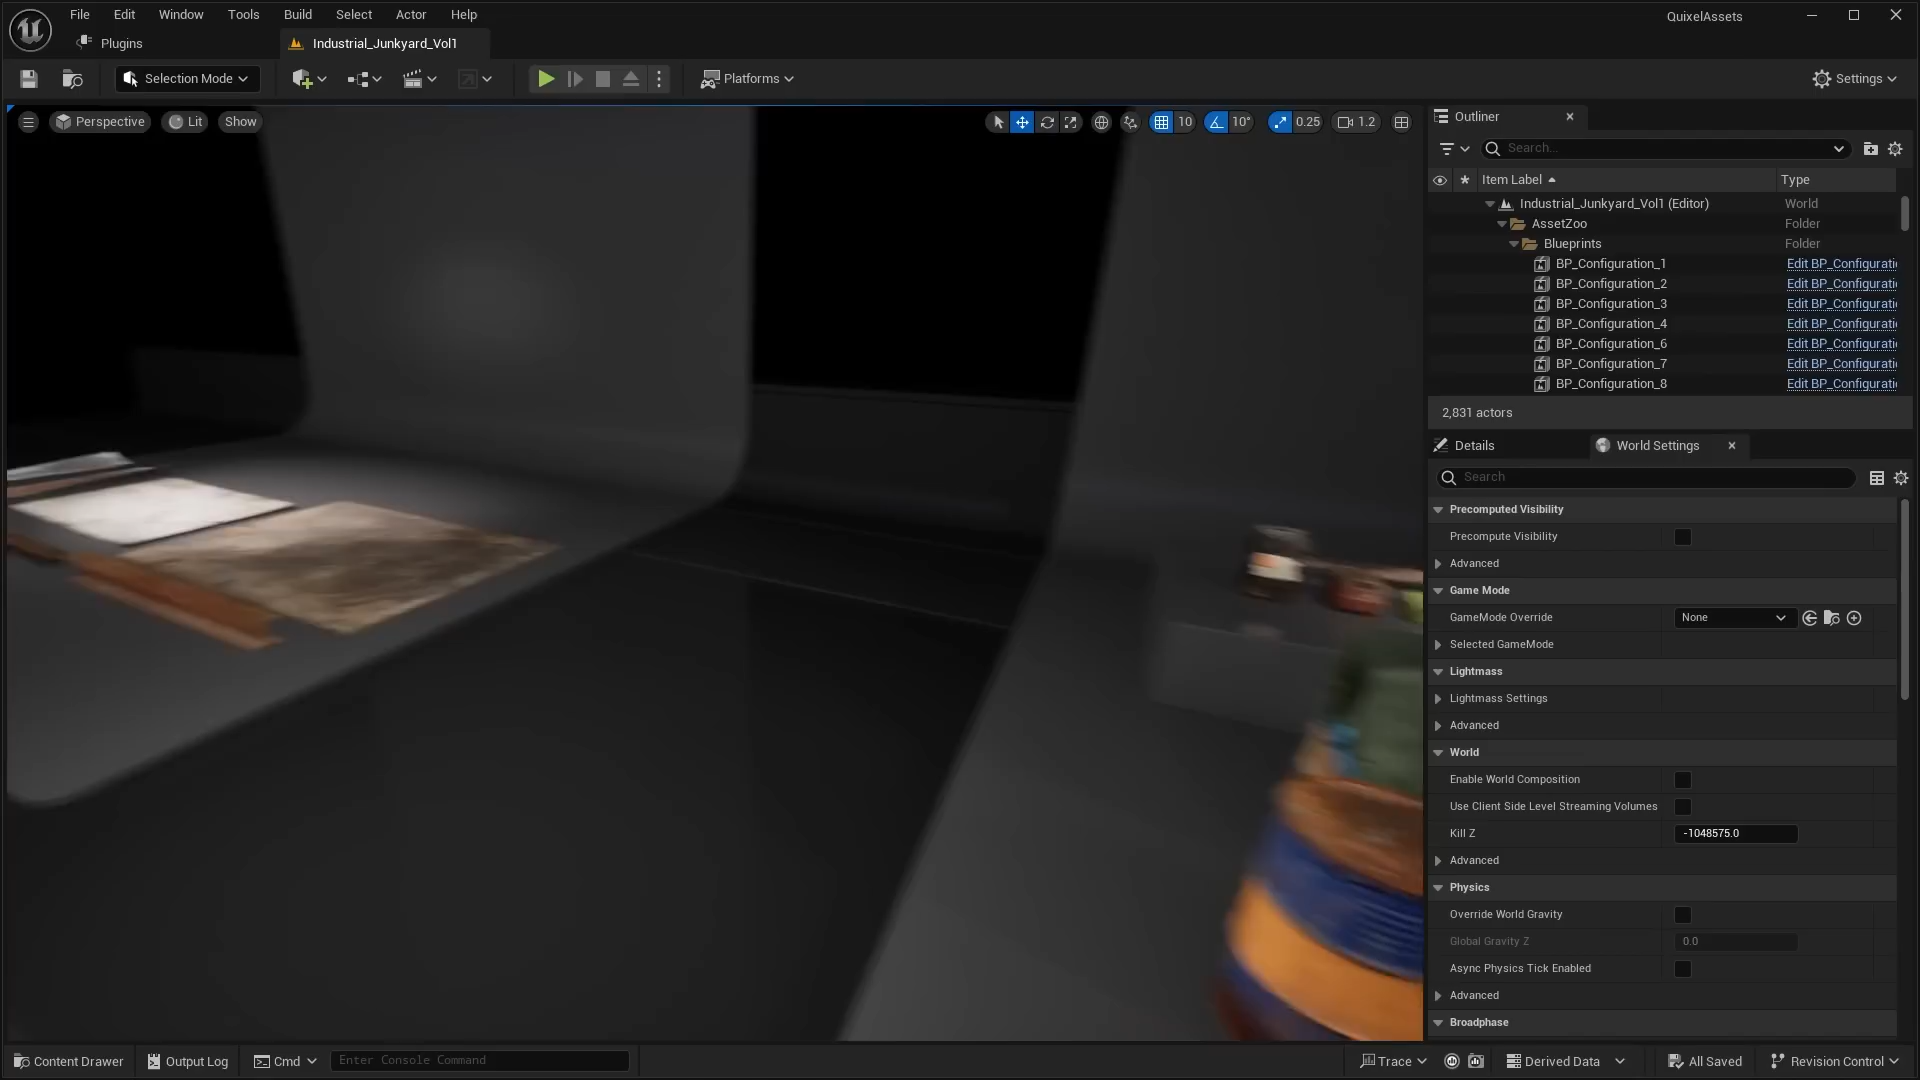 File Edit Window Tools Build Select Actor Help
QuixelAssets
Plugins
Industrial_Junkyard_Vol1
Selection Mode
Platforms
Settings
Perspective
Lit
Show
10
10°
0.25
1.2
Outliner
Search...
Item Label
Type
Industrial_Junkyard_Vol1 (Editor) World
AssetZoo Folder
Blueprints Folder
BP_Configuration_1 Edit BP_Configurati
BP_Configuration_2 Edit BP_Configurati
BP_Configuration_3 Edit BP_Configurati
BP_Configuration_4 Edit BP_Configurati
BP_Configuration_6 Edit BP_Configurati
BP_Configuration_7 Edit BP_Configurati
BP_Configuration_8 Edit BP_Configurati
2,831 actors
Details
World Settings
Search
Precomputed Visibility
Precompute Visibility
Advanced
Game Mode
GameMode Override None
Selected GameMode
Lightmass
Lightmass Settings
Advanced
World
Enable World Composition
Use Client Side Level Streaming Volumes
Kill Z -1048575.0
Advanced
Physics
Override World Gravity
Global Gravity Z 0.0
Async Physics Tick Enabled
Advanced
Broadphase
Content Drawer
Output Log
Cmd
Enter Console Command
Trace
Derived Data
All Saved
Revision Control